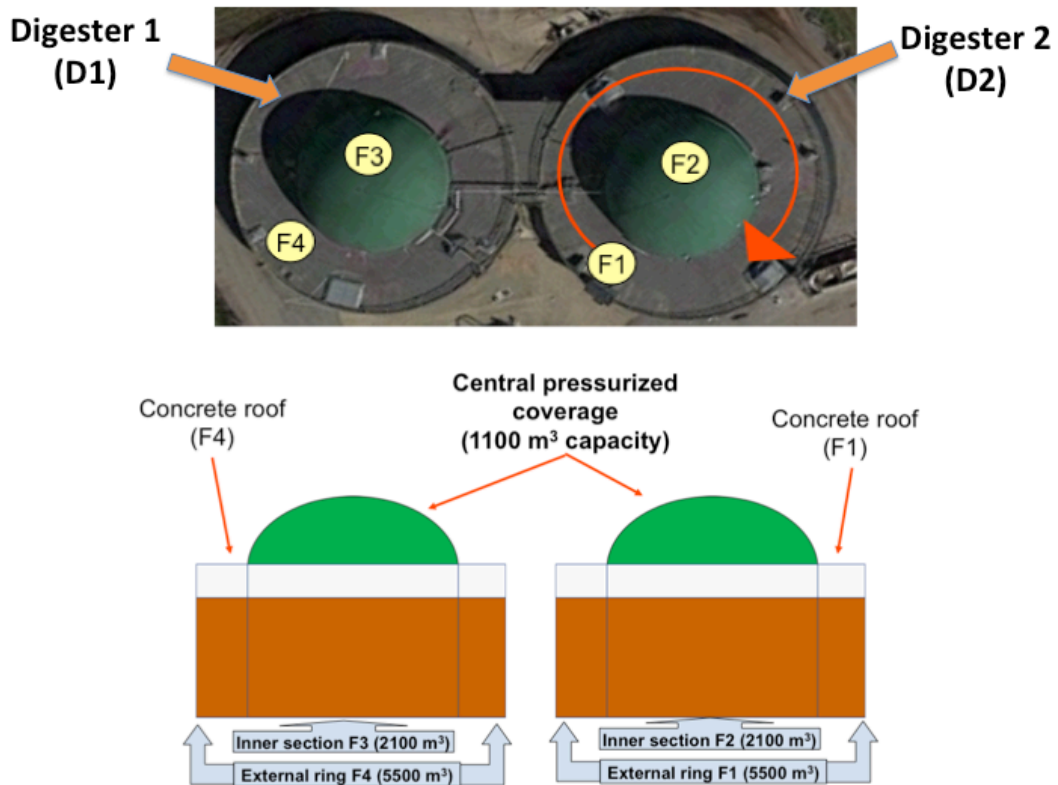 Digester 1
(D1)
Digester 2
(D2)
F3
F2
F4
F1
Central pressurized
coverage
(1100 m³ capacity)
Concrete roof
(F4)
Concrete roof
(F1)
Inner section F3 (2100 m³)
External ring F4 (5500 m³)
Inner section F2 (2100 m³)
External ring F1 (5500 m³)